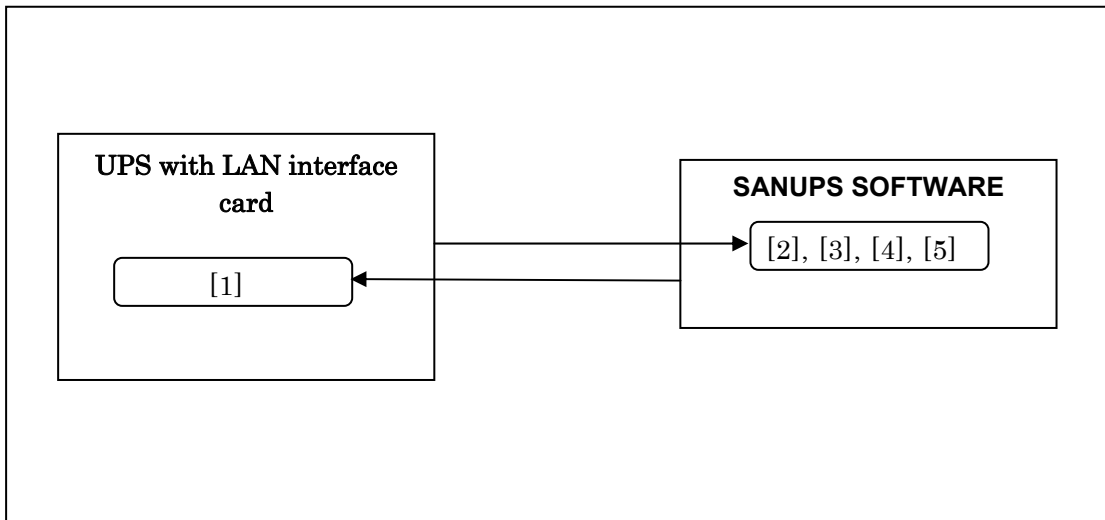 UPS with LAN interface
card
[1]
SANUPS SOFTWARE
[2], [3], [4], [5]